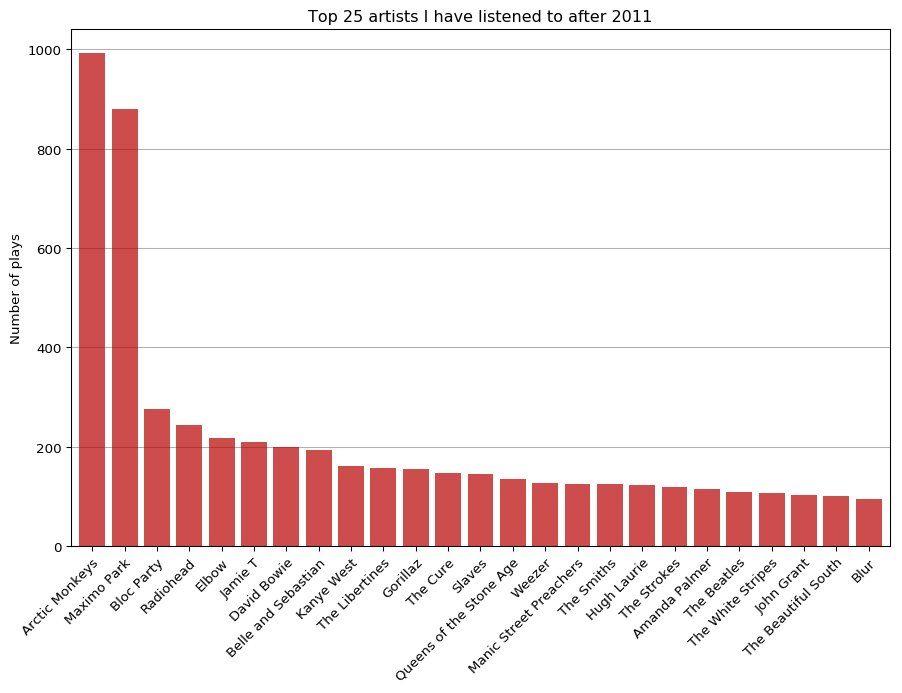 Top 25 artists I have listened to after 2011
Number of plays
1000
800
600
400
200
0
Arctic Monkeys
Maximo Park
Bloc Party
Radiohead
Elbow
Jamie T
David Bowie
Belle and Sebastian
Kanye West
The Libertines
Gorillaz
The Cure
Slaves
Queens of the Stone Age
Weezer
Manic Street Preachers
The Smiths
Hugh Laurie
The Strokes
Amanda Palmer
The Beatles
The White Stripes
John Grant
The Beautiful South
Blur